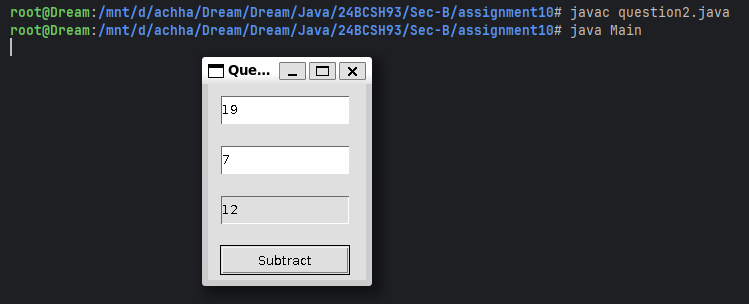 root@Dream:/mnt/d/achha/Dream/Dream/Java/24BCSH93/Sec-B/assignment10# javac question2.java
root@Dream:/mnt/d/achha/Dream/Dream/Java/24BCSH93/Sec-B/assignment10# java Main
Que...
19
7
12
Subtract